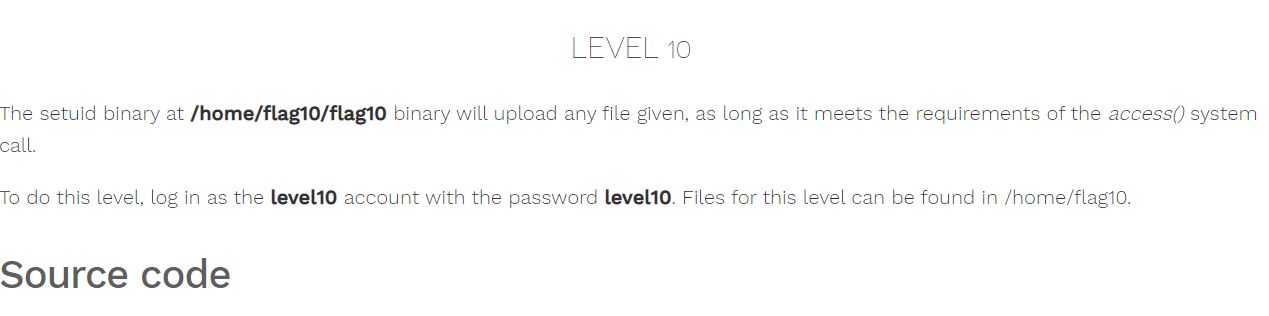 LEVEL 10
The setuid binary at /home/flag10/flag10 binary will upload any file given, as long as it meets the requirements of the access() system
call.
To do this level, log in as the level10 account with the password level10. Files for this level can be found in /home/flag10.
Source code